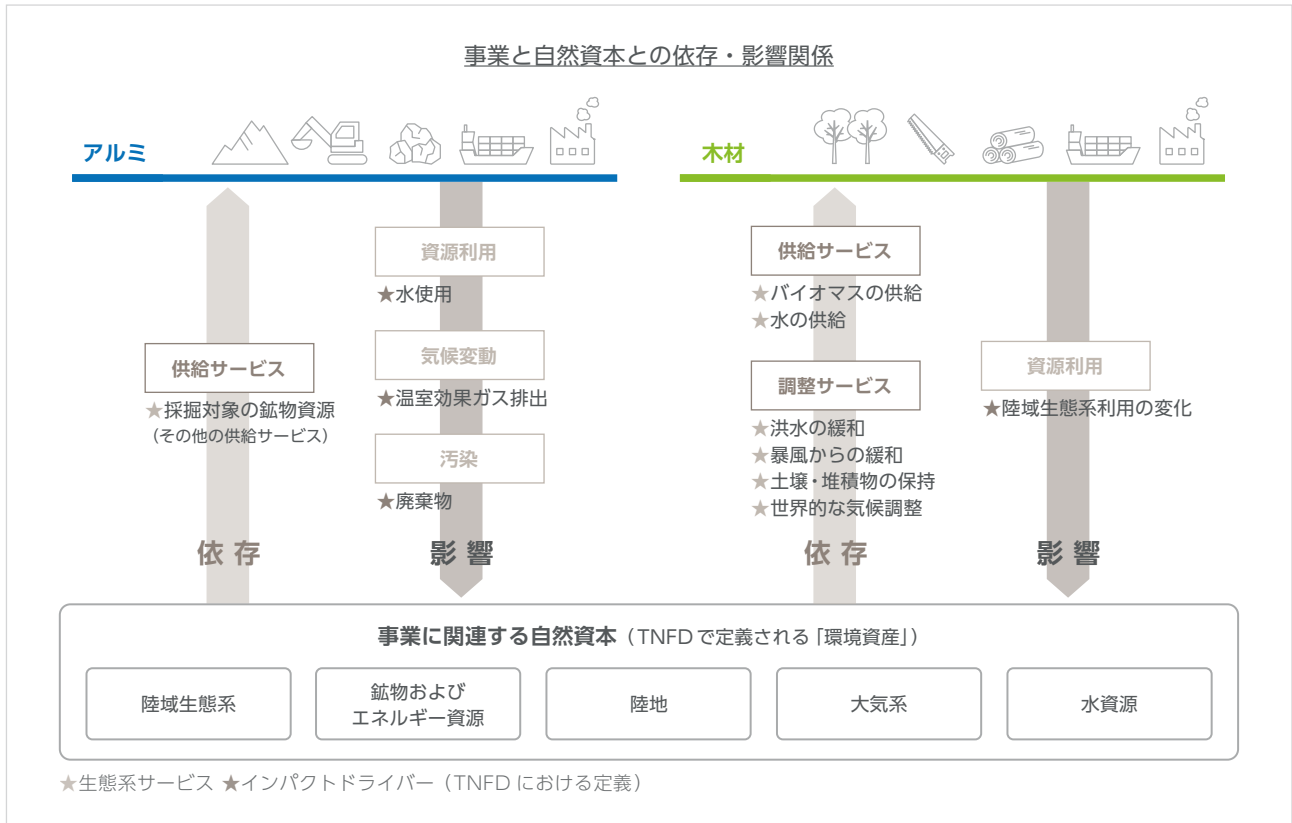 事業と自然資本との依存・影響関係
アルミ
供給サービス
★採掘対象の鉱物資源
（その他の供給サービス）
依存
資源利用
★水使用
気候変動
★温室効果ガス排出
汚染
★廃棄物
影響
木材
供給サービス
★バイオマスの供給
★水の供給
調整サービス
★洪水の緩和
★暴風からの緩和
★土壌・堆積物の保持
★世界的な気候調整
依存
資源利用
★陸域生態系利用の変化
影響
事業に関連する自然資本（TNFDで定義される「環境資産」）
陸域生態系
鉱物および
エネルギー資源
陸地
大気系
水資源
★生態系サービス ★インパクトドライバー（TNFDにおける定義）